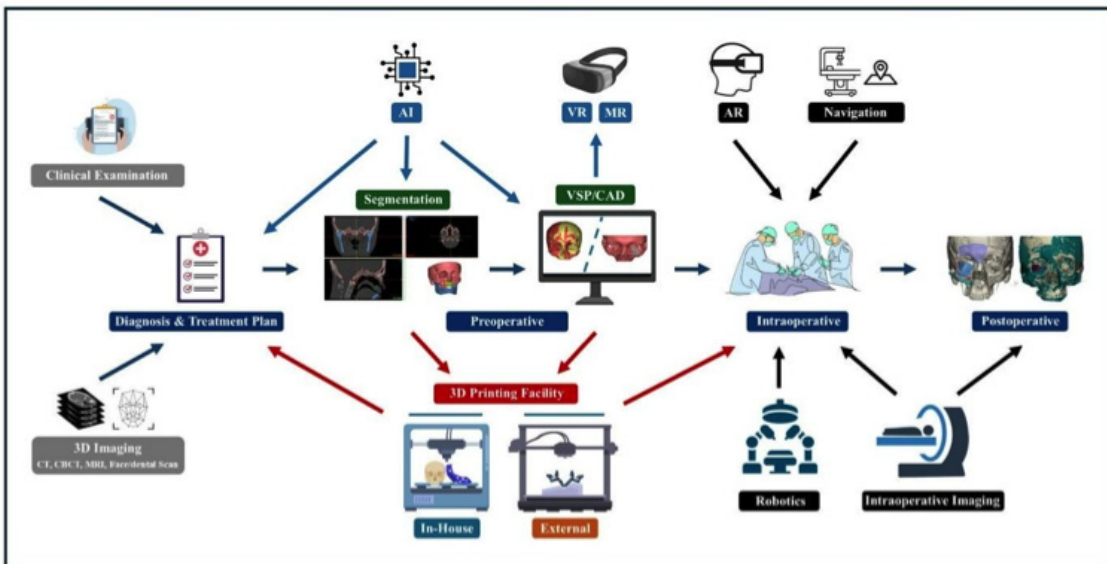 AI
VR
MR
AR
Navigation
Clinical Examination
Segmentation
VSP/CAD
Diagnosis & Treatment Plan
Preoperative
Intraoperative
Postoperative
3D Printing Facility
3D Imaging
CT, CBCT, MRI, Face/dental Scan
In-House
External
Robotics
Intraoperative Imaging